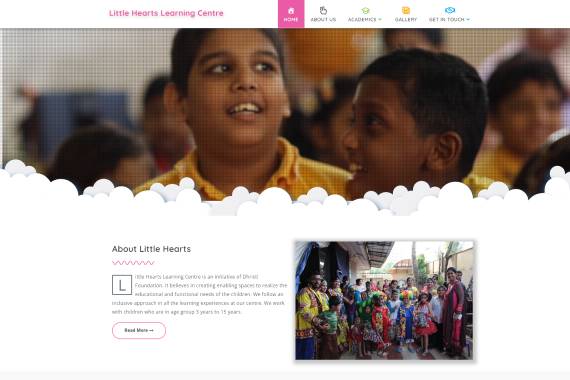 Little Hearts Learning Centre
HOME
ABOUT US
ACADEMICS
GALLERY
GET IN TOUCH
About Little Hearts
Little Hearts Learning Centre is an initiative of Dhristi
Foundation. It believes in creating enabling spaces to realize the
educational and functional needs of the children. We follow an
inclusive approach in all the learning experiences at our centre. We work
with children who are in age group 3 years to 15 years.
Read More